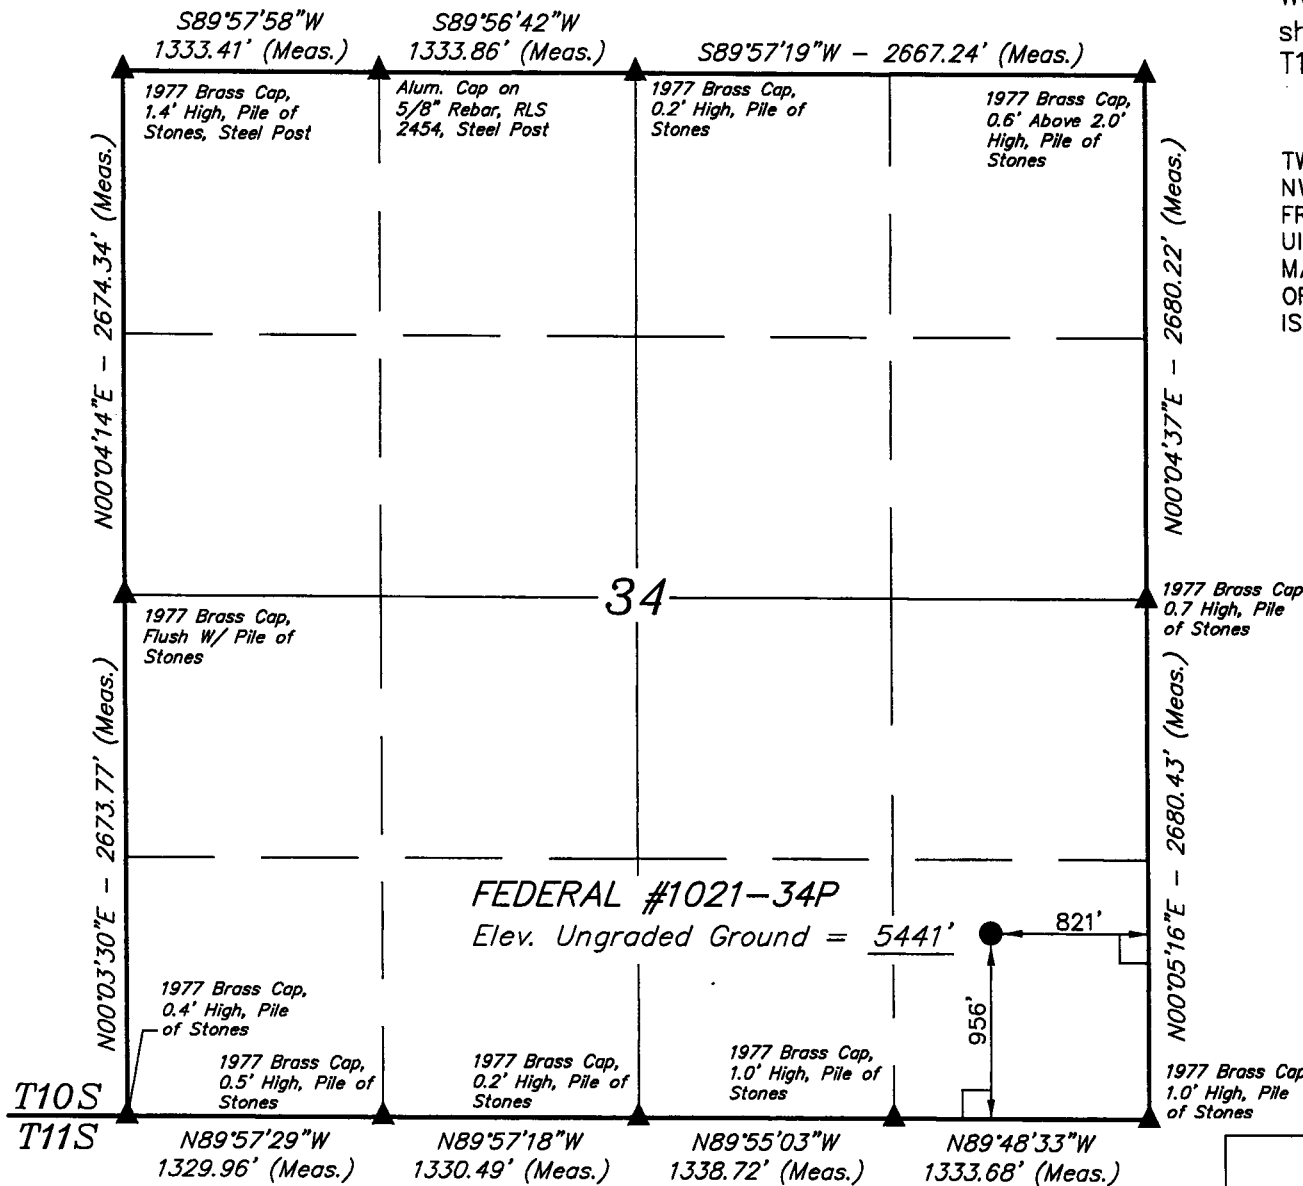 S89°57'58"W
1333.41' (Meas.)
S89°56'42"W
1333.86' (Meas.)
S89°57'19"W - 2667.24' (Meas.)
sh
T1
1977 Brass Cap,
1.4' High, Pile of
Stones, Steel Post
Alum. Cap on
5/8" Rebar, RLS
2454, Steel Post
1977 Brass Cap,
0.2' High, Pile of
Stones
1977 Brass Cap,
0.6' Above 2.0'
High, Pile of
Stones
TW
NW
FR
UI
MA
OF
IS
N00°04'14"E - 2674.34' (Meas.)
N00°04'37"E - 2680.22' (Meas.)
34
1977 Brass Cap
0.7 High, Pile
of Stones
1977 Brass Cap,
Flush W/ Pile of
Stones
N00°03'30"E - 2673.77' (Meas.)
N00°05'16"E - 2680.43' (Meas.)
FEDERAL #1021-34P
Elev. Ungraded Ground = 5441'
821'
956'
1977 Brass Cap,
0.4' High, Pile
of Stones
1977 Brass Cap,
0.5' High, Pile of
Stones
1977 Brass Cap,
0.2' High, Pile of
Stones
1977 Brass Cap,
1.0' High, Pile of
Stones
1977 Brass Cap
1.0' High, Pile
of Stones
T10S
T11S
N89°57'29"W
1329.96' (Meas.)
N89°57'18"W
1330.49' (Meas.)
N89°55'03"W
1338.72' (Meas.)
N89°48'33"W
1333.68' (Meas.)